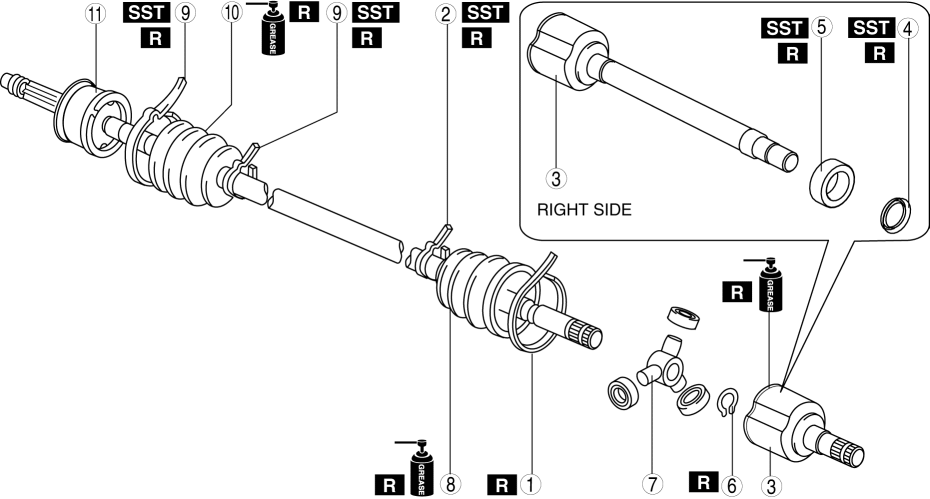 11 SST 9 10 GREASE R 9 SST 2 SST
R R R
SST 5 SST 4
R R
3
RIGHT SIDE
R GREASE
R GREASE 8 R 1 7 R 6 3